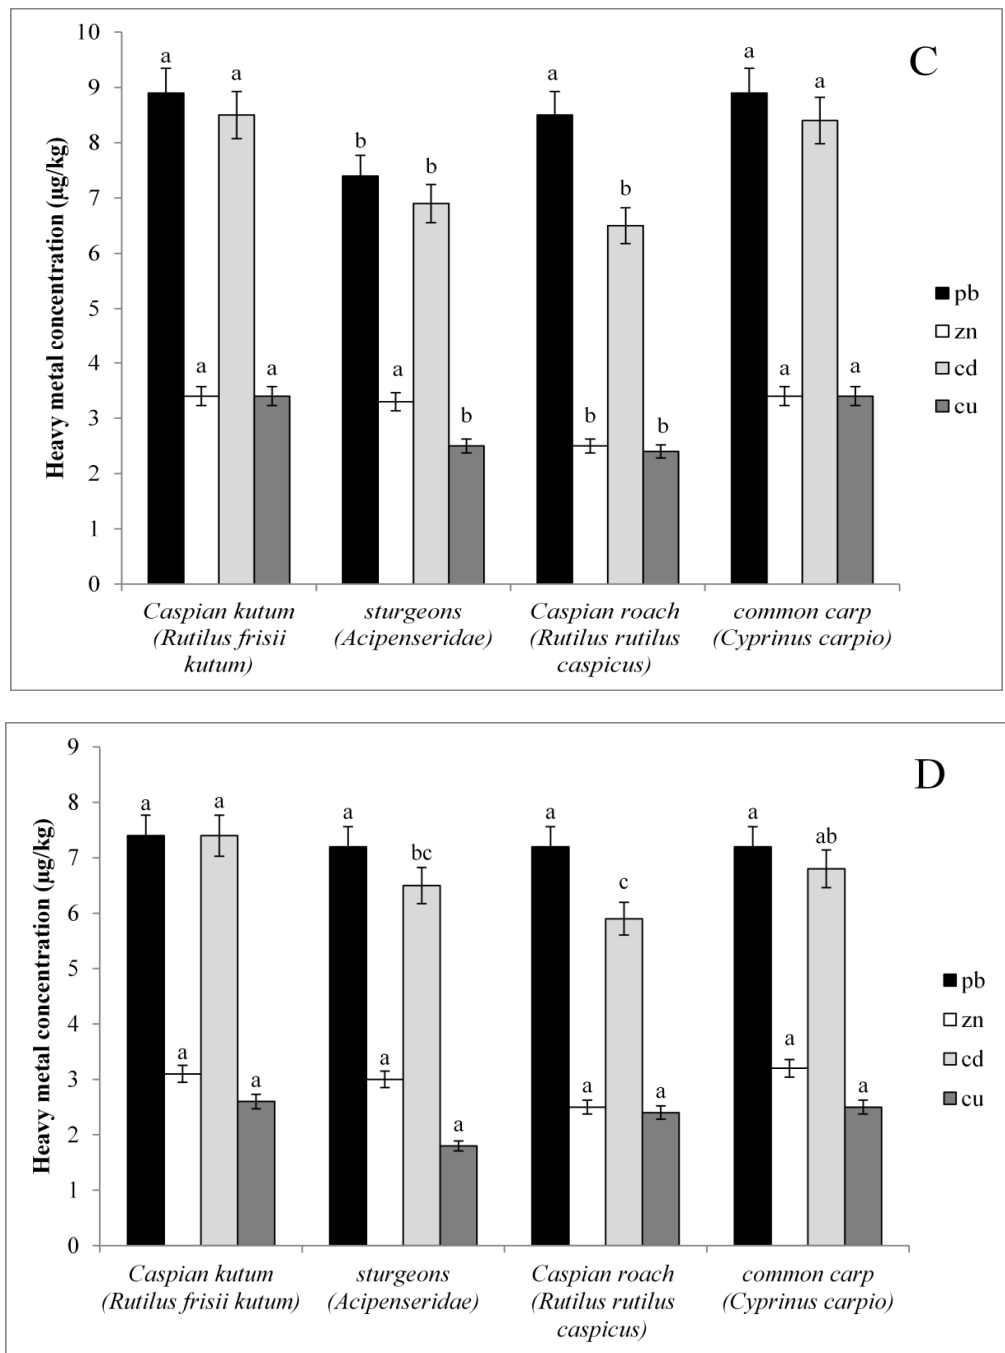 C
Heavy metal concentration (µg/kg)
10
9
8
7
6
5
4
3
2
1
0
a a a a
b b a b
a b b b
a a a a
pb
zn
cd
cu
Caspian kutum
(Rutilus frisii
kutum)
sturgeons
(Acipenseridae)
Caspian roach
(Rutilus rutilus
caspicus)
common carp
(Cyprinus carpio)
D
Heavy metal concentration (µg/kg)
9
8
7
6
5
4
3
2
1
0
a a a a
a bc a a
a c a a
a ab a a
pb
zn
cd
cu
Caspian kutum
(Rutilus frisii kutum)
sturgeons
(Acipenseridae)
Caspian roach
(Rutilus rutilus
caspicus)
common carp
(Cyprinus carpio)